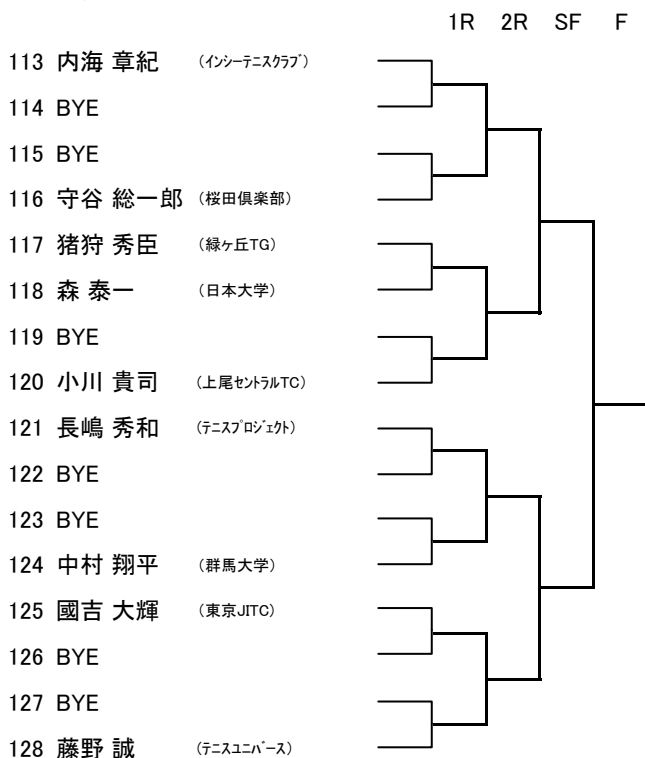 1R 2R SF F
113 内海 章紀 (インシーテニスクラブ)
114 BYE
115 BYE
116 守谷 総一郎 (桜田倶楽部)
117 猪狩 秀臣 (緑ヶ丘TG)
118 森 泰一 (日本大学)
119 BYE
120 小川 貴司 (上尾セントラルTC)
121 長嶋 秀和 (テニスプロジェクト)
122 BYE
123 BYE
124 中村 翔平 (群馬大学)
125 國吉 大輝 (東京JITC)
126 BYE
127 BYE
128 藤野 誠 (テニスユニバース)